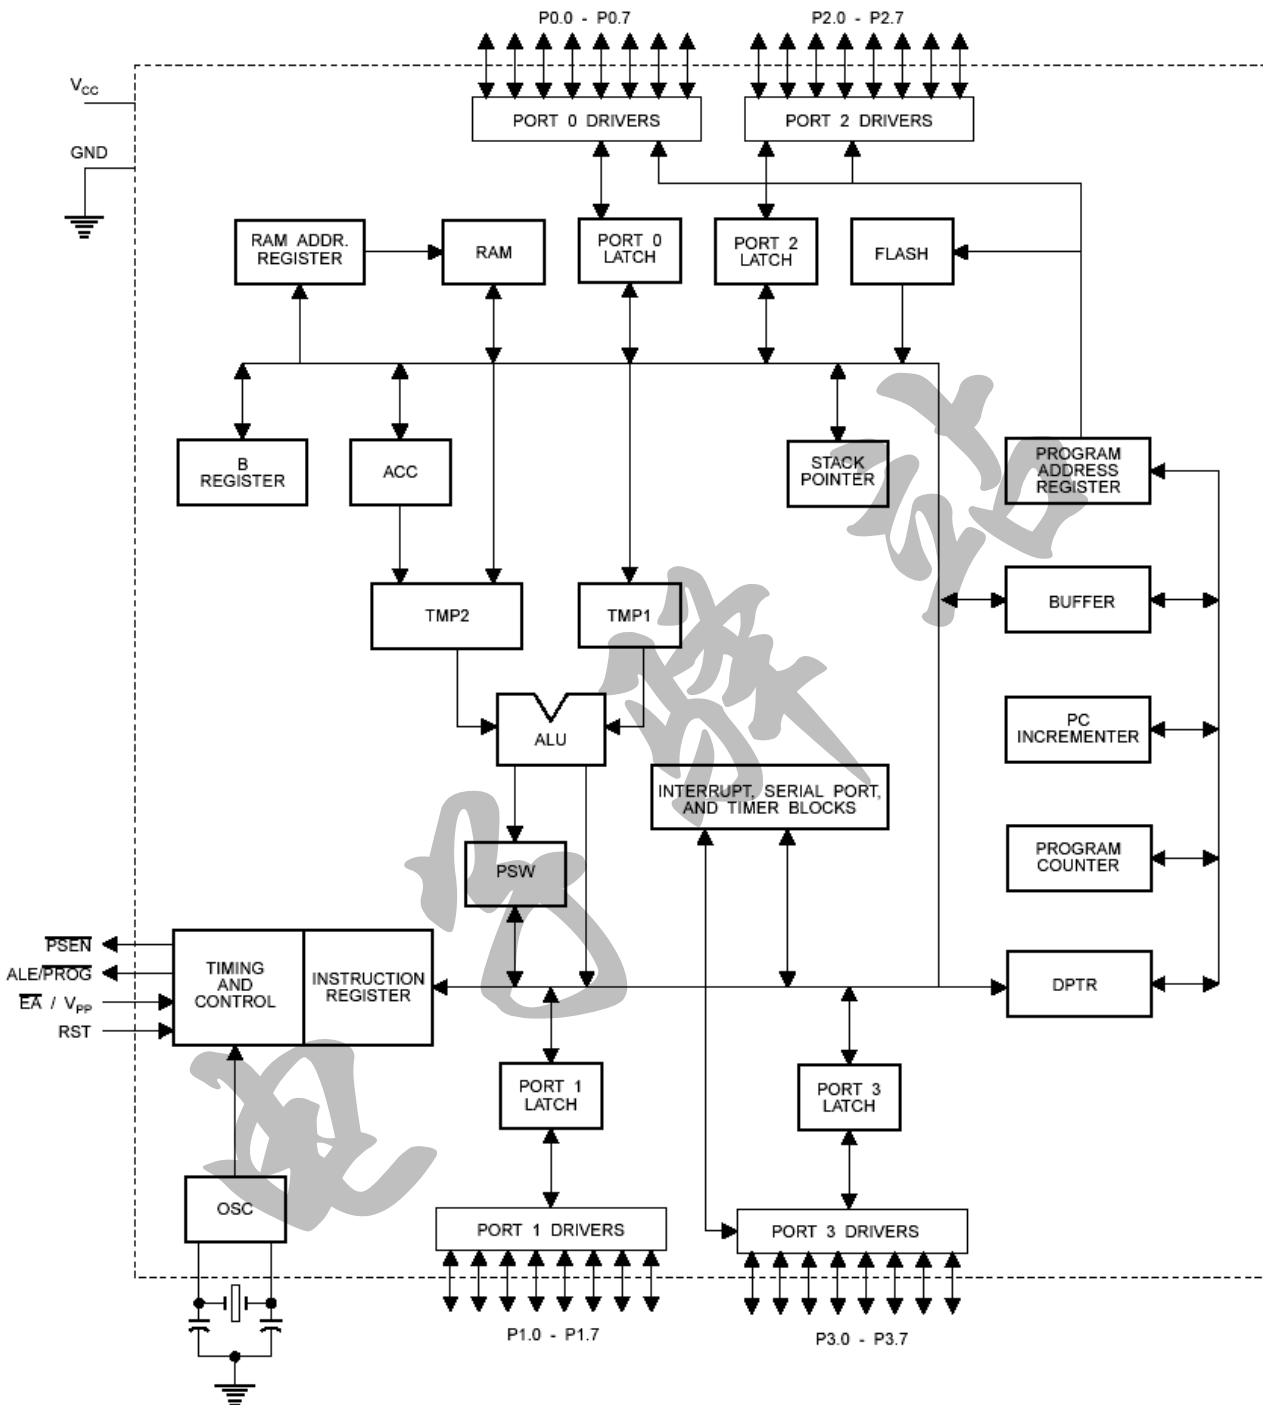 P0.0 - P0.7
P2.0 - P2.7
VCC
GND
PORT 0 DRIVERS
PORT 2 DRIVERS
RAM ADDR.
REGISTER
RAM
PORT 0
LATCH
PORT 2
LATCH
FLASH
B
REGISTER
ACC
STACK
POINTER
PROGRAM
ADDRESS
REGISTER
TMP2
TMP1
BUFFER
ALU
PC
INCREMENTER
INTERRUPT, SERIAL PORT,
AND TIMER BLOCKS
PROGRAM
COUNTER
PSW
PSEN
ALE/PROG
EA / VPP
RST
TIMING
AND
CONTROL
INSTRUCTION
REGISTER
DPTR
PORT 1
LATCH
PORT 3
LATCH
OSC
PORT 1 DRIVERS
PORT 3 DRIVERS
P1.0 - P1.7
P3.0 - P3.7